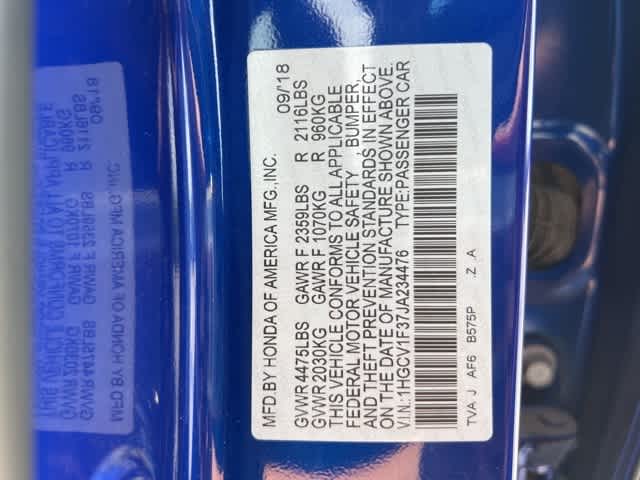 MFD.BY HONDA OF AMERICA MFG.,INC. 09/'18
GVWR 4475LBS GAWR F 2359LBS R 2116LBS
GVWR 2030KG GAWR F 1070KG R 960KG
THIS VEHICLE CONFORMS TO ALL APPLICABLE
FEDERAL MOTOR VEHICLE SAFETY , BUMPER,
AND THEFT PREVENTION STANDARDS IN EFFECT
ON THE DATE OF MANUFACTURE SHOWN ABOVE.
V.I.N.:1HGCV1F37JA234476 TYPE:PASSENGER CAR
TVA J AF6 B575P Z A